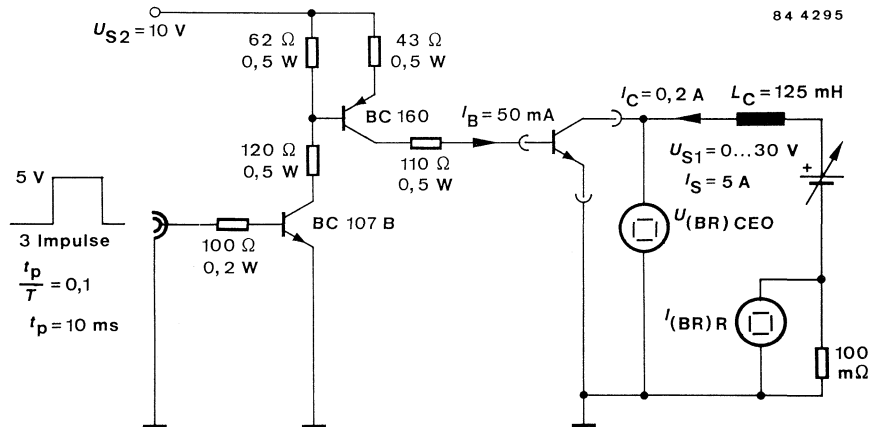 84 4295
U_S2 = 10 V
62 Ω
0,5 W
43 Ω
0,5 W
BC 160
I_B = 50 mA
I_C = 0,2 A
L_C = 125 mH
120 Ω
0,5 W
110 Ω
0,5 W
U_S1 = 0...30 V
I_S = 5 A
+
5 V
3 Impulse
t_p/T = 0,1
t_p = 10 ms
100 Ω
0,2 W
BC 107 B
U_(BR) CEO
I_(BR) R
100
mΩ